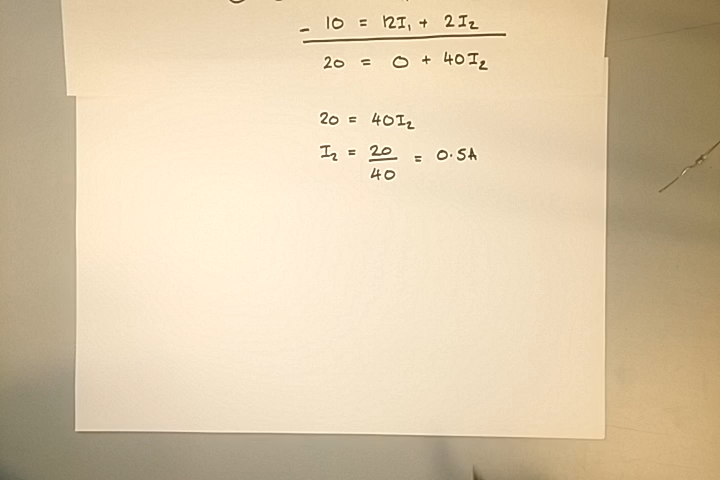 - 10 = 12I₁ + 2I₂
20 = 0 + 40I₂
20 = 40I₂
I₂ = 20/40 = 0.5A